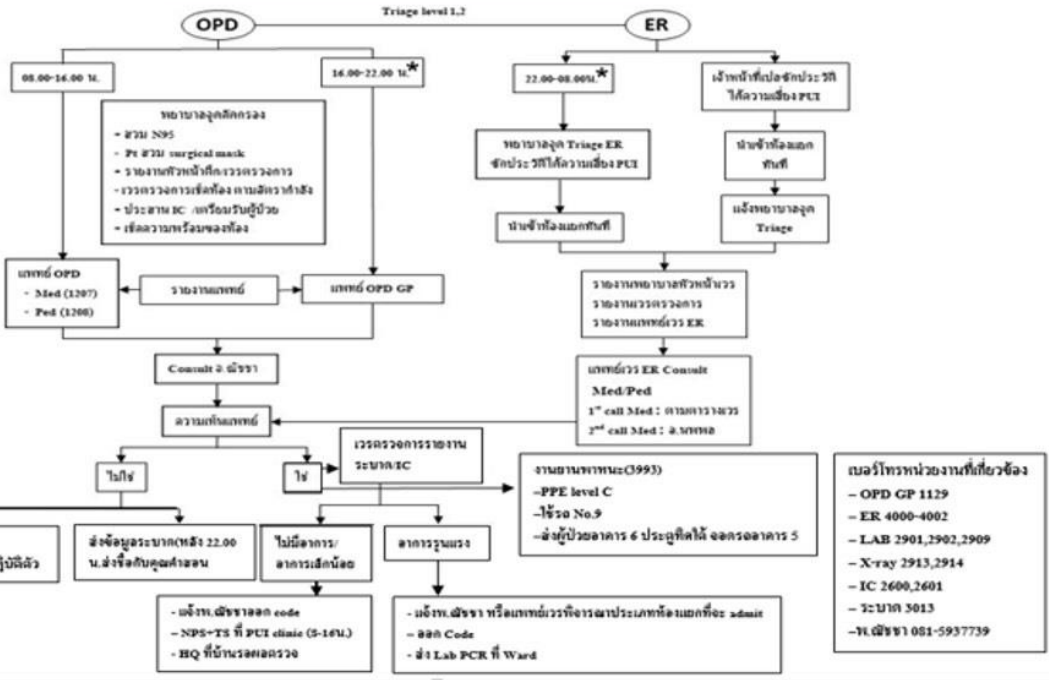 Triage level 1,2
OPD
ER
08.00-16.00 น.
16.00-22.00 น.*
22.00-08.00น.*
เจ้าหน้าที่เปลซักประวัติ
ได้ความเสี่ยง PUI
พยาบาลจุดคัดกรอง
- สวม N95
- Pt สวม surgical mask
- รายงานหัวหน้าตึก/เวรตรวจการ
-เวรตรวจการเช็คห้อง ตามอัตรากำลัง
- ประสาน IC /เตรียมรับผู้ป่วย
- เช็คความพร้อมของห้อง
พยาบาลจุด Triage ER
ซักประวัติได้ความเสี่ยง PUI
นำเข้าห้องแยก
ทันที
นำเข้าห้องแยกทันที
แจ้งพยาบาลจุด
Triage
แพทย์ OPD
- Med (1207)
- Ped (1208)
รายงานแพทย์
แพทย์ OPD GP
รายงานพยาบาลหัวหน้าเวร
รายงานเวรตรวจการ
รายงานแพทย์เวร ER
Consult อ.ณัชชา
แพทย์เวร ER Consult
Med/Ped
1st call Med : ตามตารางเวร
2nd call Med : อ.นพพล
ความเห็นแพทย์
เวรตรวจการรายงาน
ระบาด/IC
ไม่ใช่
ใช่
งานยานพาหนะ(3993)
–PPE level C
–ใช้รถ No.9
–ส่งผู้ป่วยอาคาร 6 ประตูทิศใต้ จอดรถอาคาร 5
เบอร์โทรหน่วยงานที่เกี่ยวข้อง
– OPD GP 1129
– ER 4000-4002
– LAB 2901,2902,2909
– X-ray 2913,2914
– IC 2600,2601
– ระบาด 3013
–พ.ณัชชา 081-5937739
ฏิบัติตัว
ส่งข้อมูลระบาด(หลัง 22.00
น.ส่งชื่อกับคุณคำสอน
ไม่มีอาการ/
อาการเล็กน้อย
อาการรุนแรง
- แจ้งพ.ณัชชาออก code
- NPS+TS ที่ PUI clinic (8-16น.)
- HQ ที่บ้านรอผลตรวจ
- แจ้งพ.ณัชชา หรือแพทย์เวรพิจารณาประเภทห้องแยกที่จะ admit
- ออก Code
- ส่ง Lab PCR ที่ Ward